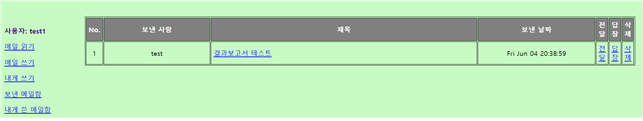 사용자: test1
메일 읽기
메일 쓰기
내게 쓰기
보낸 메일함
내게 쓴 메일함
No. 보낸 사람 제목 보낸 날짜 전달 답장 삭제
1 test 결과보고서 테스트 Fri Jun 04 20:38:59 전달 답장 삭제